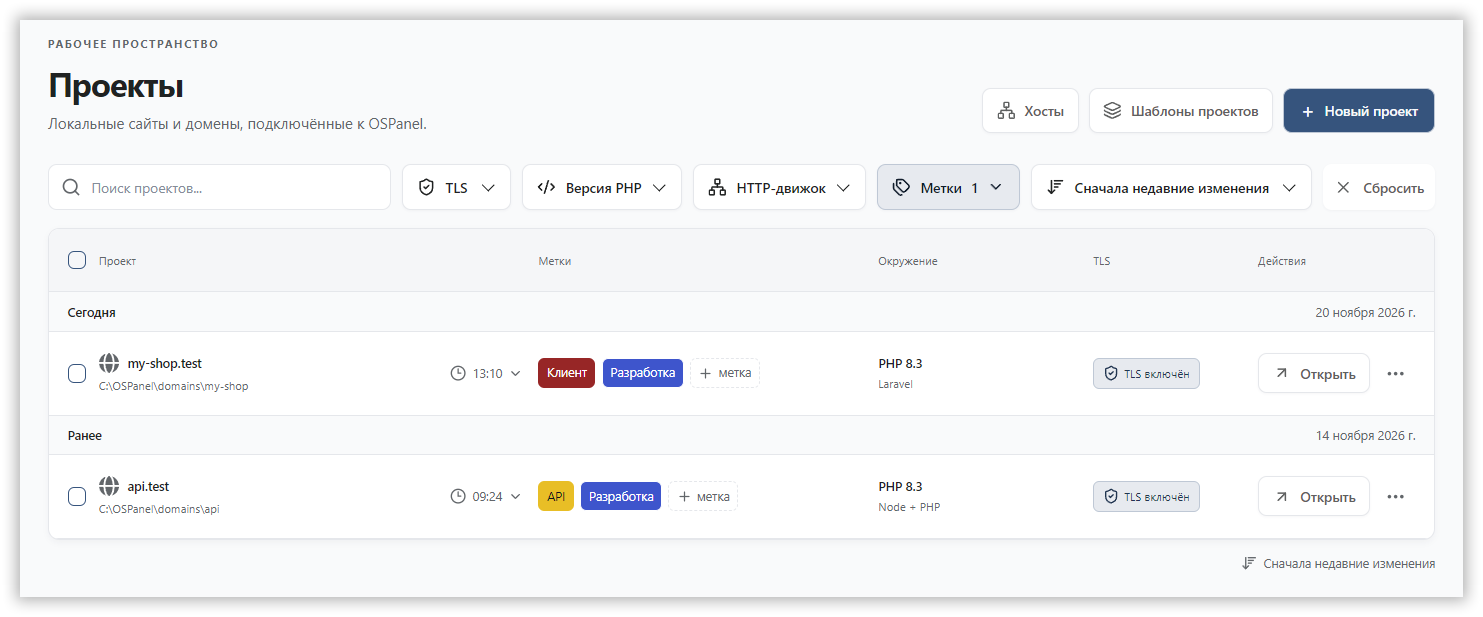 РАБОЧЕЕ ПРОСТРАНСТВО
Проекты
Локальные сайты и домены, подключённые к OSPanel.
Хосты
Шаблоны проектов
+ Новый проект
Поиск проектов...
TLS
</> Версия PHP
HTTP-движок
Метки 1
Сначала недавние изменения
Сбросить
Проект Метки Окружение TLS Действия
Сегодня 20 ноября 2026 г.
my-shop.test 13:10 Клиент Разработка + метка PHP 8.3 TLS включён Открыть ...
C:\OSPanel\domains\my-shop Laravel
Ранее 14 ноября 2026 г.
api.test 09:24 API Разработка + метка PHP 8.3 TLS включён Открыть ...
C:\OSPanel\domains\api Node + PHP
Сначала недавние изменения